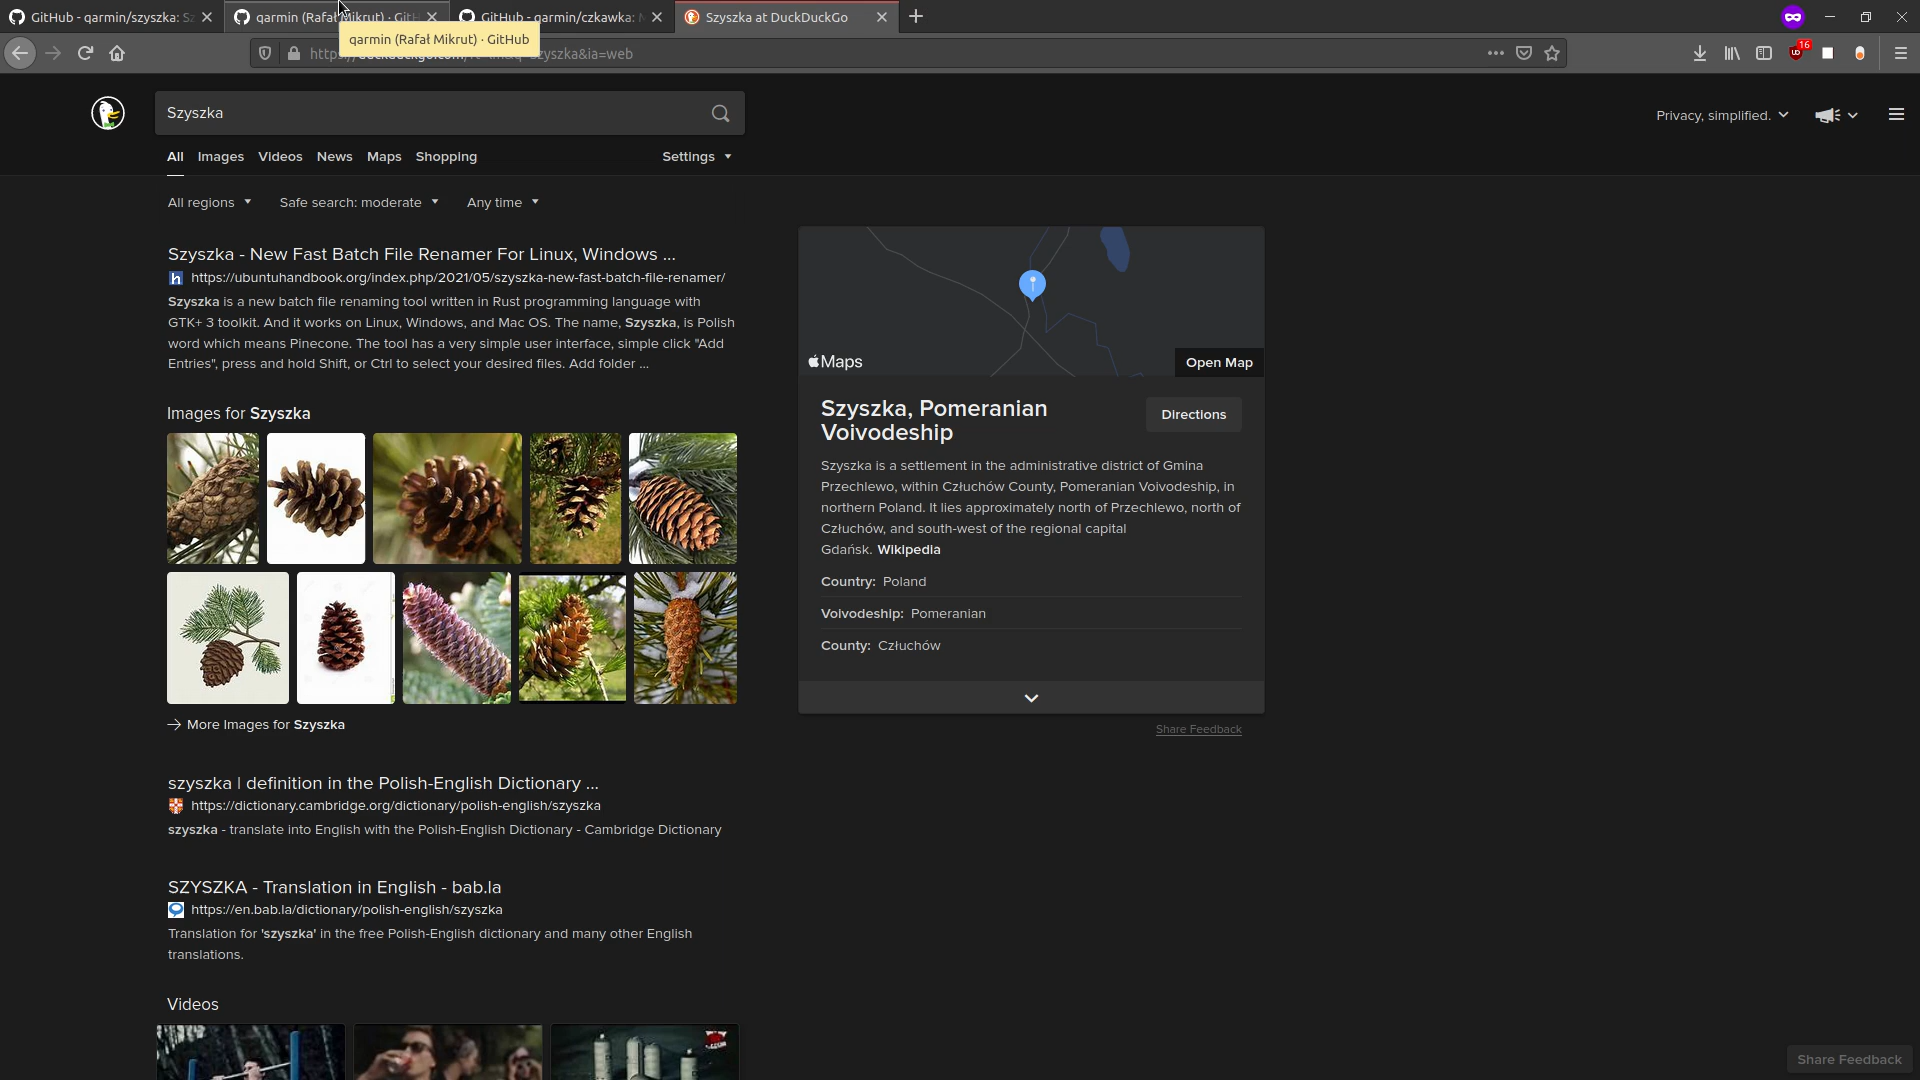 GitHub - qarmin/szyszka: Sz
qarmin (Rafał Mikrut) · GitH
GitHub - qarmin/czkawka: M
Szyszka at DuckDuckGo
qarmin (Rafał Mikrut) · GitHub
zyszka&ia=web
16
Szyszka
Privacy, simplified.
All Images Videos News Maps Shopping Settings
All regions Safe search: moderate Any time
Szyszka - New Fast Batch File Renamer For Linux, Windows ...
https://ubuntuhandbook.org/index.php/2021/05/szyszka-new-fast-batch-file-renamer/
Szyszka is a new batch file renaming tool written in Rust programming language with
GTK+ 3 toolkit. And it works on Linux, Windows, and Mac OS. The name, Szyszka, is Polish
word which means Pinecone. The tool has a very simple user interface, simple click "Add
Entries", press and hold Shift, or Ctrl to select your desired files. Add folder ...
Images for Szyszka
More Images for Szyszka
szyszka | definition in the Polish-English Dictionary ...
https://dictionary.cambridge.org/dictionary/polish-english/szyszka
szyszka - translate into English with the Polish-English Dictionary - Cambridge Dictionary
SZYSZKA - Translation in English - bab.la
https://en.bab.la/dictionary/polish-english/szyszka
Translation for 'szyszka' in the free Polish-English dictionary and many other English
translations.
Videos
Maps
Open Map
Szyszka, Pomeranian
Voivodeship
Directions
Szyszka is a settlement in the administrative district of Gmina
Przechlewo, within Człuchów County, Pomeranian Voivodeship, in
northern Poland. It lies approximately north of Przechlewo, north of
Człuchów, and south-west of the regional capital
Gdańsk. Wikipedia
Country: Poland
Voivodeship: Pomeranian
County: Człuchów
Share Feedback
Share Feedback